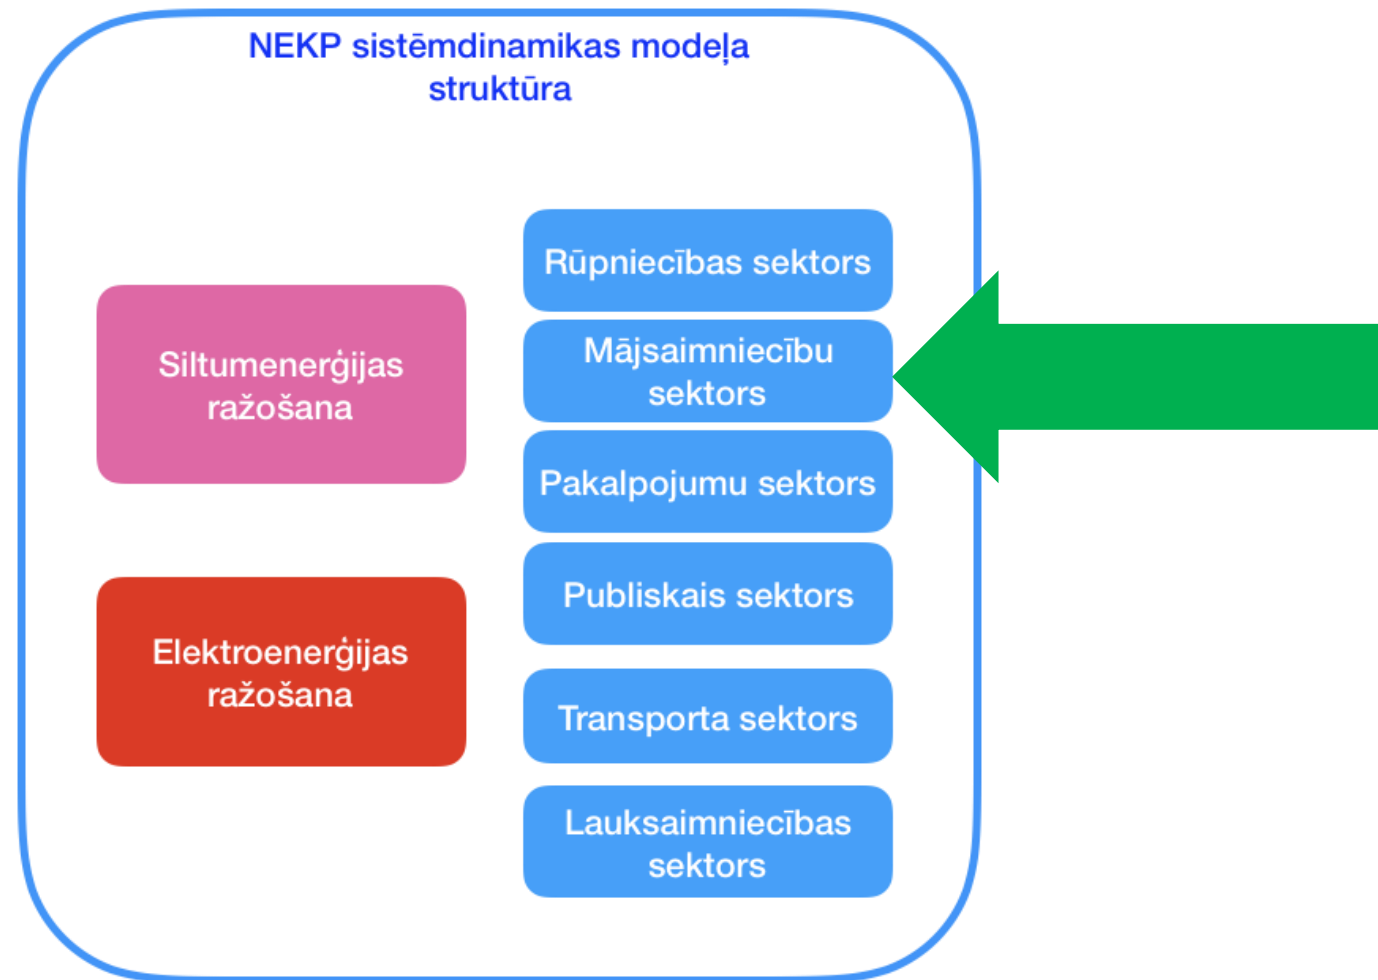 NEKP sistēmdinamikas modeļa
struktūra
Siltumenerģijas
ražošana
Elektroenerģijas
ražošana
Rūpniecības sektors
Mājsaimniecību
sektors
Pakalpojumu sektors
Publiskais sektors
Transporta sektors
Lauksaimniecības
sektors